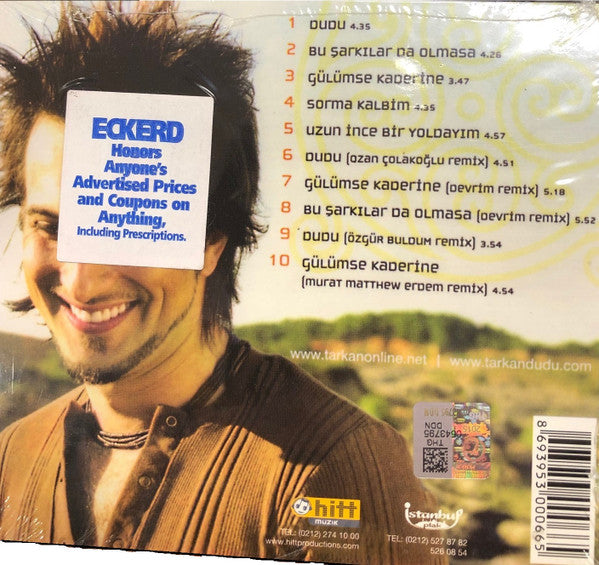 ECKERD
Honors
Anyone's
Advertised Prices
and Coupons on
Anything,
Including Prescriptions.
1 DUDU 4.35
2 BU ŞARKILAR DA OLMASA 4.26
3 GÜLÜMSE KADERİNE 3.47
4 SORMA KALBİM 4.35
5 UZUN İNCE BİR YOLDAYIM 4.57
6 DUDU (OZAN ÇOLAKOĞLU REMIX) 4.51
7 GÜLÜMSE KADERİNE (DEVRİM REMIX) 5.18
8 BU ŞARKILAR DA OLMASA (DEVRİM REMIX) 5.52
9 DUDU (ÖZGÜR BULDUM REMIX) 3.54
10 GÜLÜMSE KADERİNE
(MURAT MATTHEW ERDEM REMIX) 4.54
www.tarkanonline.net | www.tarkandudu.com
THG
0643795
DDN
hitt
MUZIK
TEL: (0212) 274 10 00
www.hittproductions.com
istanbul
plak
TEL: (0212) 527 87 82
526 08 54
8693953000665